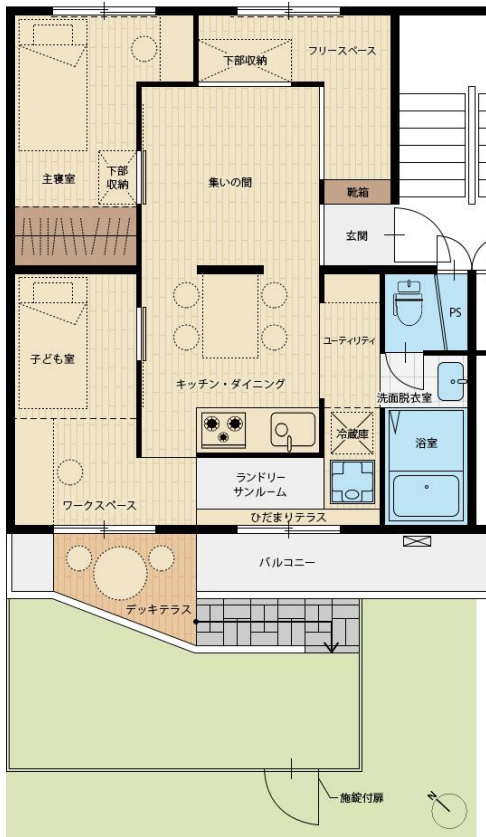 下部収納
フリースペース
主寝室
下部
収納
集いの間
靴箱
玄関
PS
ユーティリティ
子ども室
キッチン・ダイニング
洗面脱衣室
冷蔵庫
浴室
ランドリー
サンルーム
ワークスペース
ひだまりテラス
バルコニー
デッキテラス
施錠付扉
N